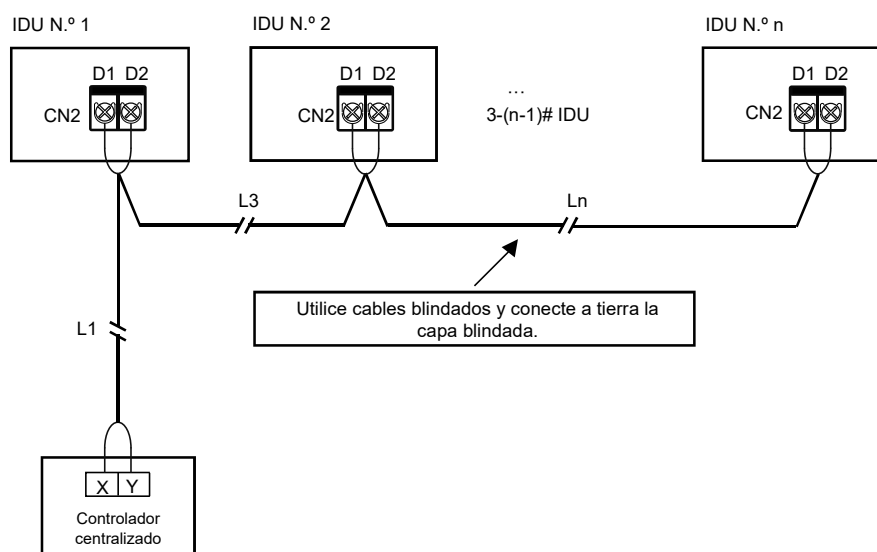 IDU N.º 1
IDU N.º 2
IDU N.º n
D1 D2
D1 D2
D1 D2
CN2
CN2
CN2
...
3-(n-1)# IDU
L3
Ln
Utilice cables blindados y conecte a tierra la
capa blindada.
L1
X Y
Controlador
centralizado